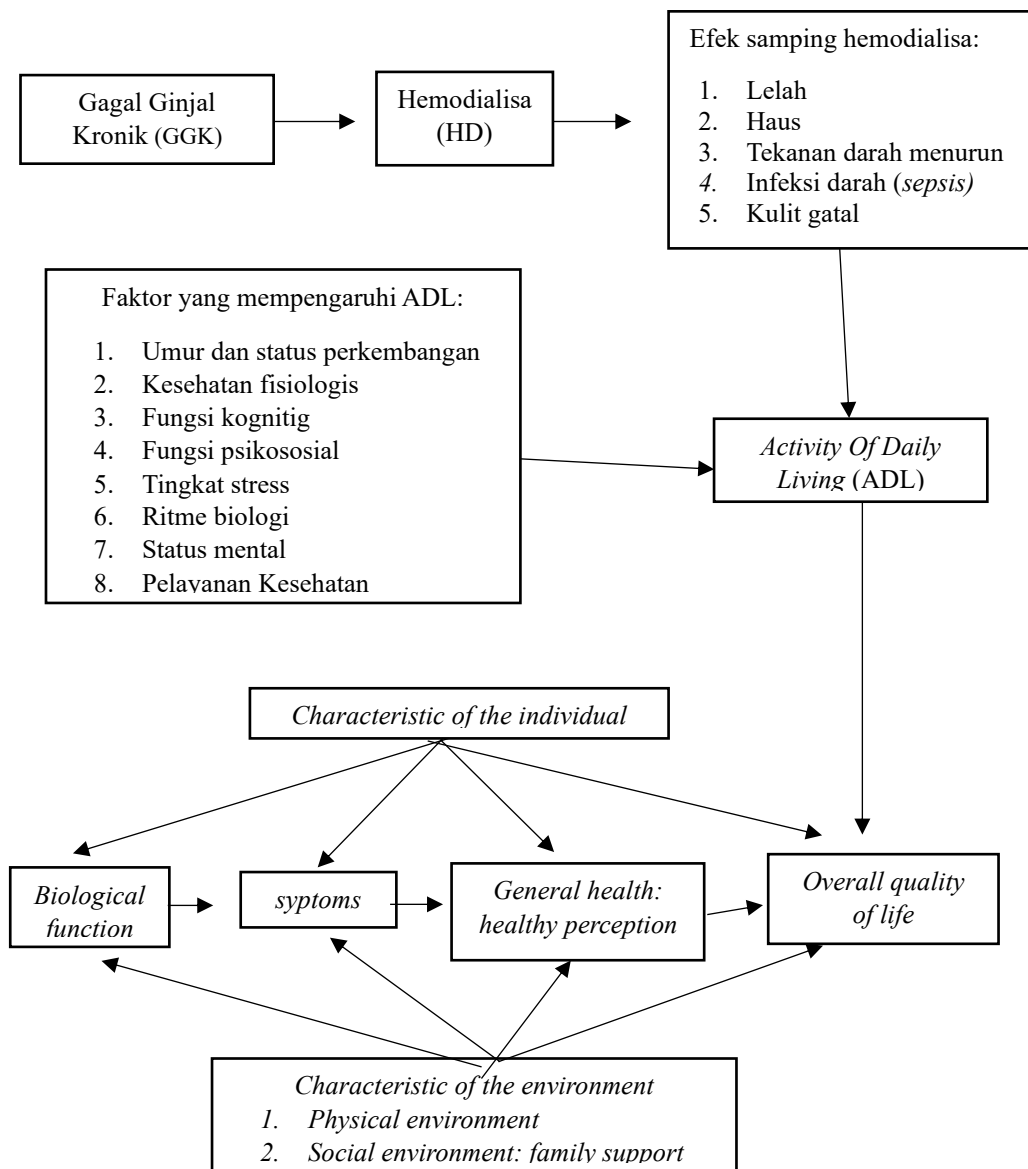 Gagal Ginjal
Kronik (GGK)
Hemodialisa
(HD)
Efek samping hemodialisa:
1. Lelah
2. Haus
3. Tekanan darah menurun
4. Infeksi darah (sepsis)
5. Kulit gatal
Faktor yang mempengaruhi ADL:
1. Umur dan status perkembangan
2. Kesehatan fisiologis
3. Fungsi kognitig
4. Fungsi psikososial
5. Tingkat stress
6. Ritme biologi
7. Status mental
8. Pelayanan Kesehatan
Activity Of Daily
Living (ADL)
Characteristic of the individual
Biological
function
syptoms
General health:
healthy perception
Overall quality
of life
Characteristic of the environment
1. Physical environment
2. Social environment: family support